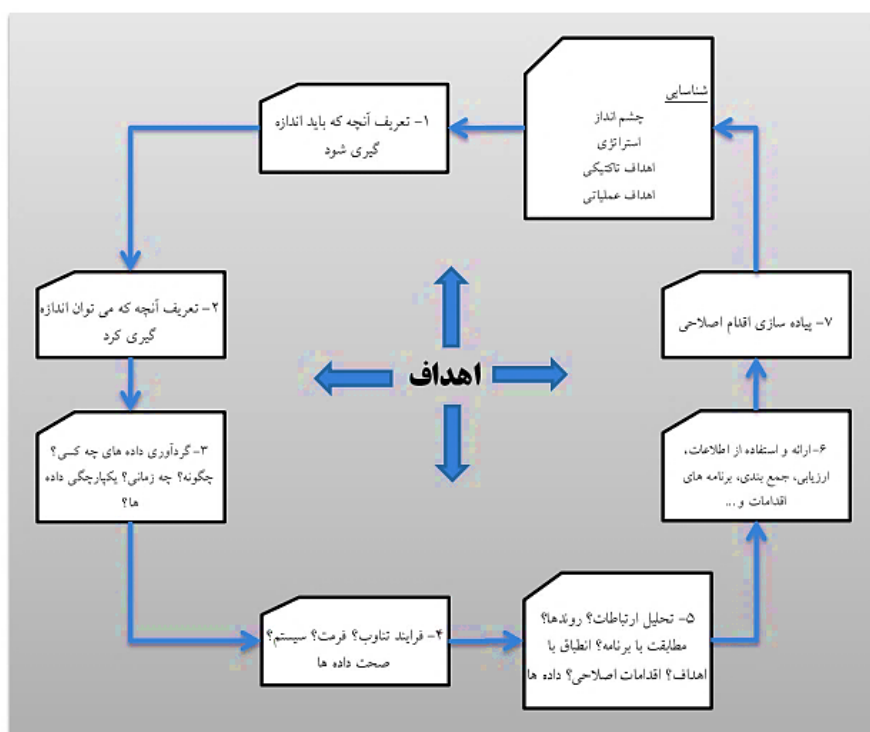 شناسایی
چشم انداز
استراتژی
اهداف تاکتیکی
اهداف عملیاتی
۱- تعریف آنچه که باید اندازه
گیری شود
۲- تعریف آنچه که می توان اندازه
گیری کرد
۳-گردآوری داده های چه کسی؟
چگونه؟ چه زمانی؟ یکپارچگی داده
ها؟
۴- فرایند تناوب؟ فرمت؟ سیستم؟
صحت داده ها
۵- تحلیل ارتباطات؟ روندها؟
مطابقت با برنامه؟ انطباق با
اهداف؟ اقدامات اصلاحی؟ داده ها
۶-ارائه و استفاده از اطلاعات،
ارزیابی، جمع بندی، برنامه های
اقدامات و...
۷- پیاده سازی اقدام اصلاحی
اهداف